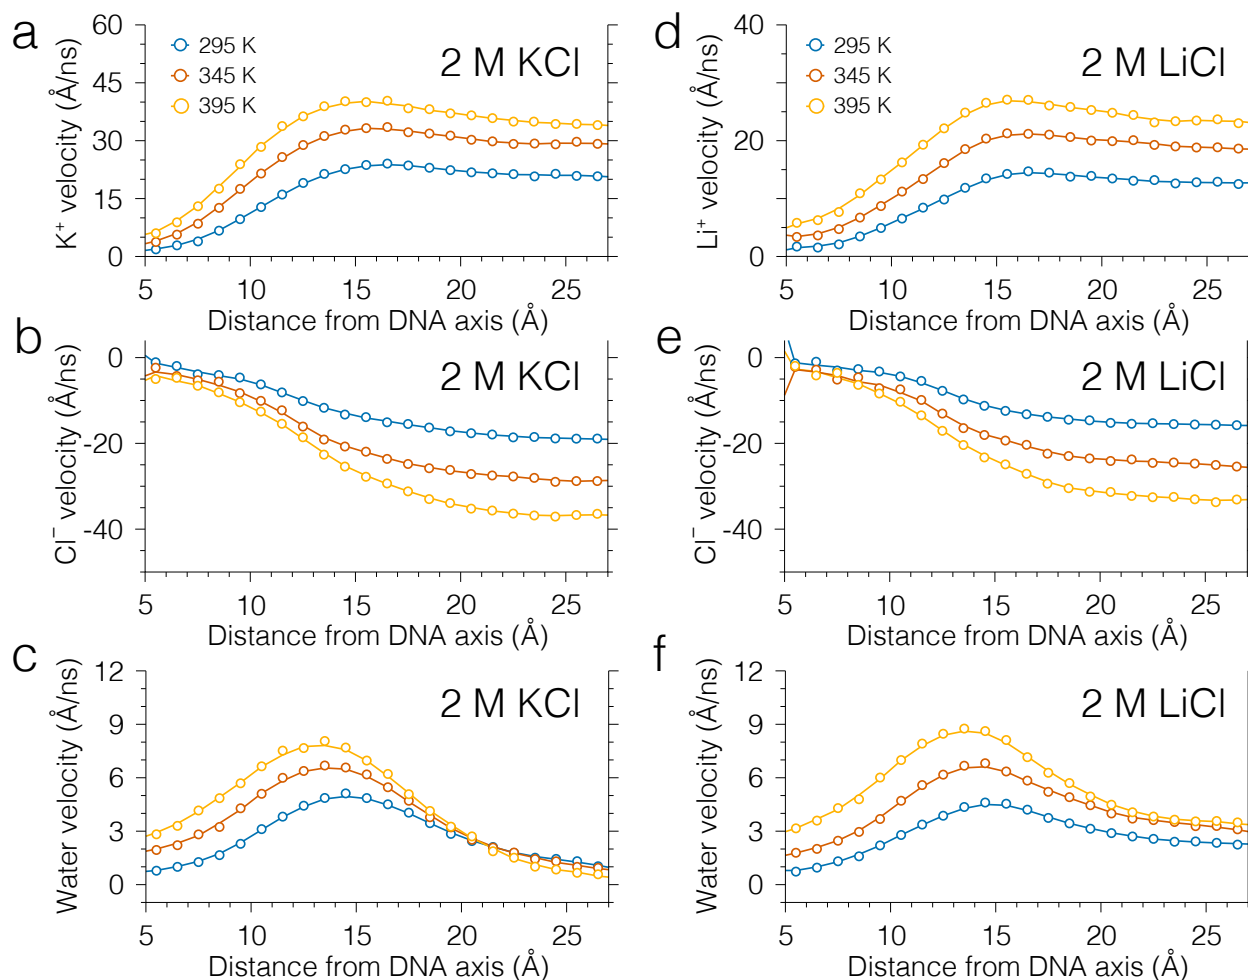 a
K⁺ velocity (Å/ns)
60
45
30
15
0
295 K
345 K
395 K
2 M KCl
5 10 15 20 25
Distance from DNA axis (Å)
b
Cl⁻ velocity (Å/ns)
0
-20
-40
2 M KCl
5 10 15 20 25
Distance from DNA axis (Å)
c
Water velocity (Å/ns)
12
9
6
3
0
2 M KCl
5 10 15 20 25
Distance from DNA axis (Å)
d
Li⁺ velocity (Å/ns)
40
20
0
295 K
345 K
395 K
2 M LiCl
5 10 15 20 25
Distance from DNA axis (Å)
e
Cl⁻ velocity (Å/ns)
0
-20
-40
2 M LiCl
5 10 15 20 25
Distance from DNA axis (Å)
f
Water velocity (Å/ns)
12
9
6
3
0
2 M LiCl
5 10 15 20 25
Distance from DNA axis (Å)